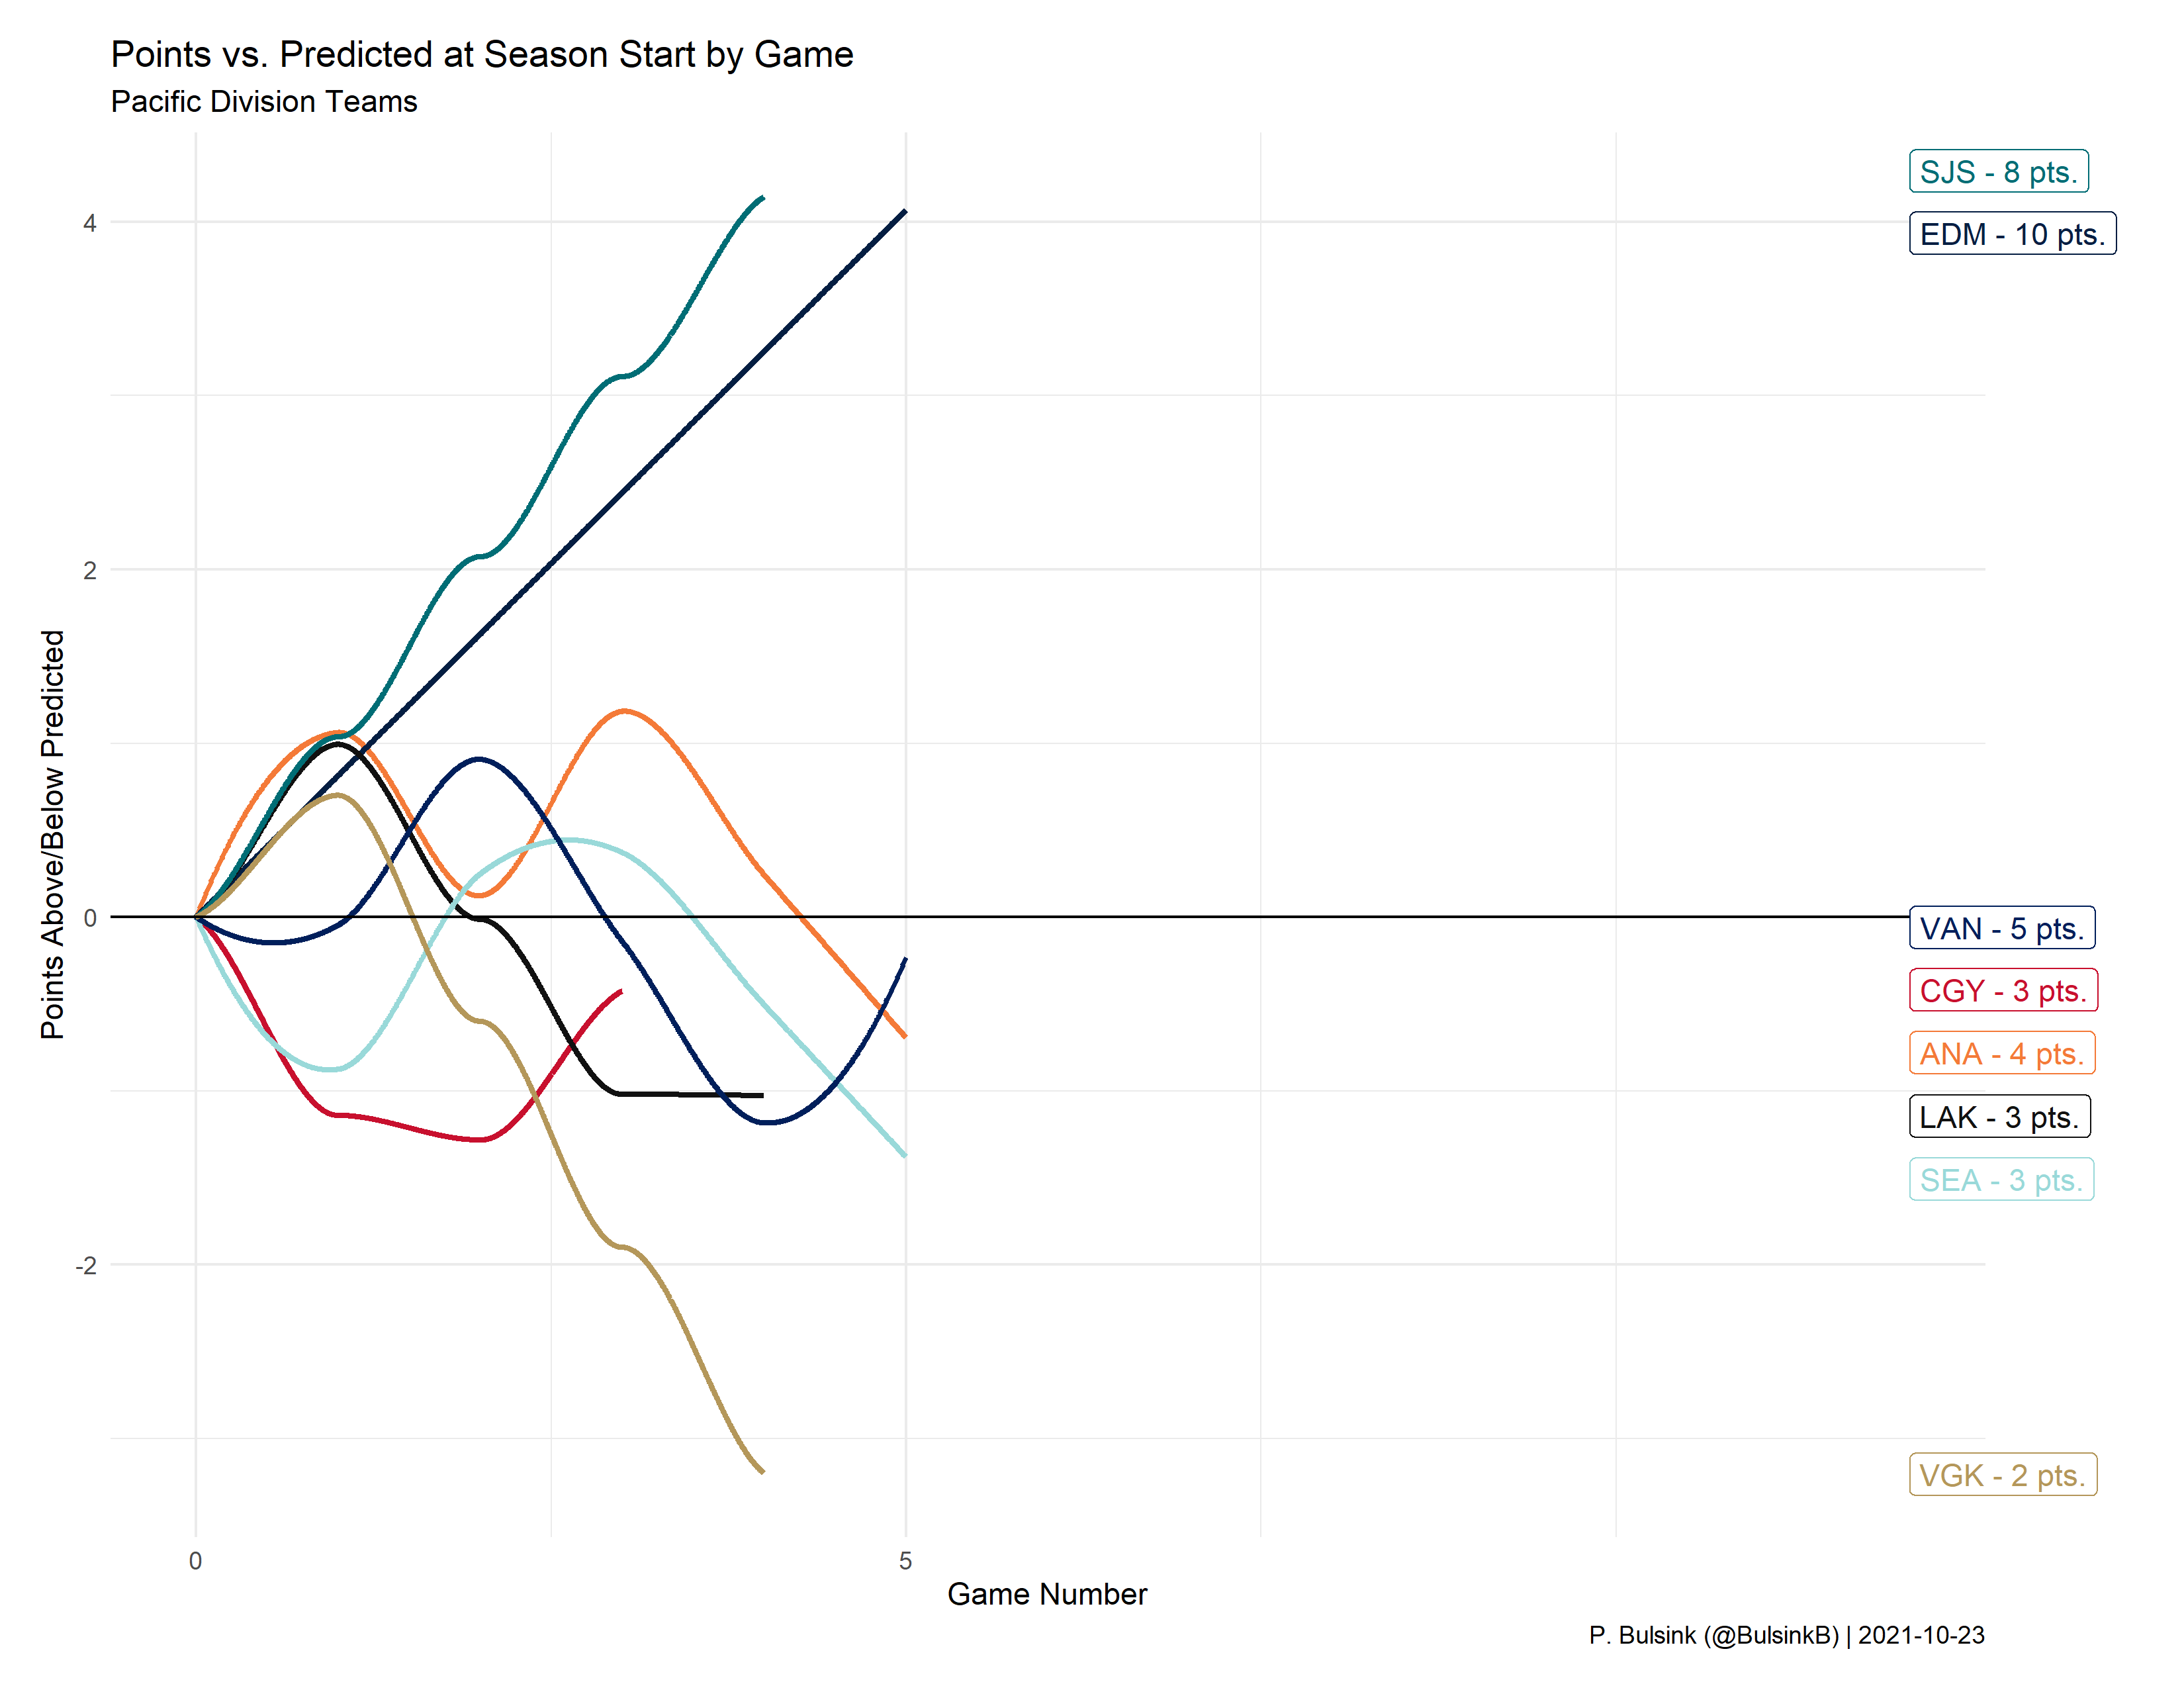 Points vs. Predicted at Season Start by Game
Pacific Division Teams
Points Above/Below Predicted
4
2
0
-2
SJS - 8 pts.
EDM - 10 pts.
VAN - 5 pts.
CGY - 3 pts.
ANA - 4 pts.
LAK - 3 pts.
SEA - 3 pts.
VGK - 2 pts.
0
5
Game Number
P. Bulsink (@BulsinkB) | 2021-10-23